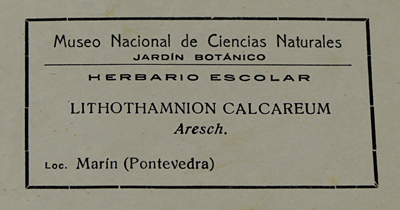 Museo Nacional de Ciencias Naturales
JARDÍN BOTÁNICO
HERBARIO ESCOLAR
LITHOTHAMNION CALCAREUM
Aresch.
Loc. Marín (Pontevedra)